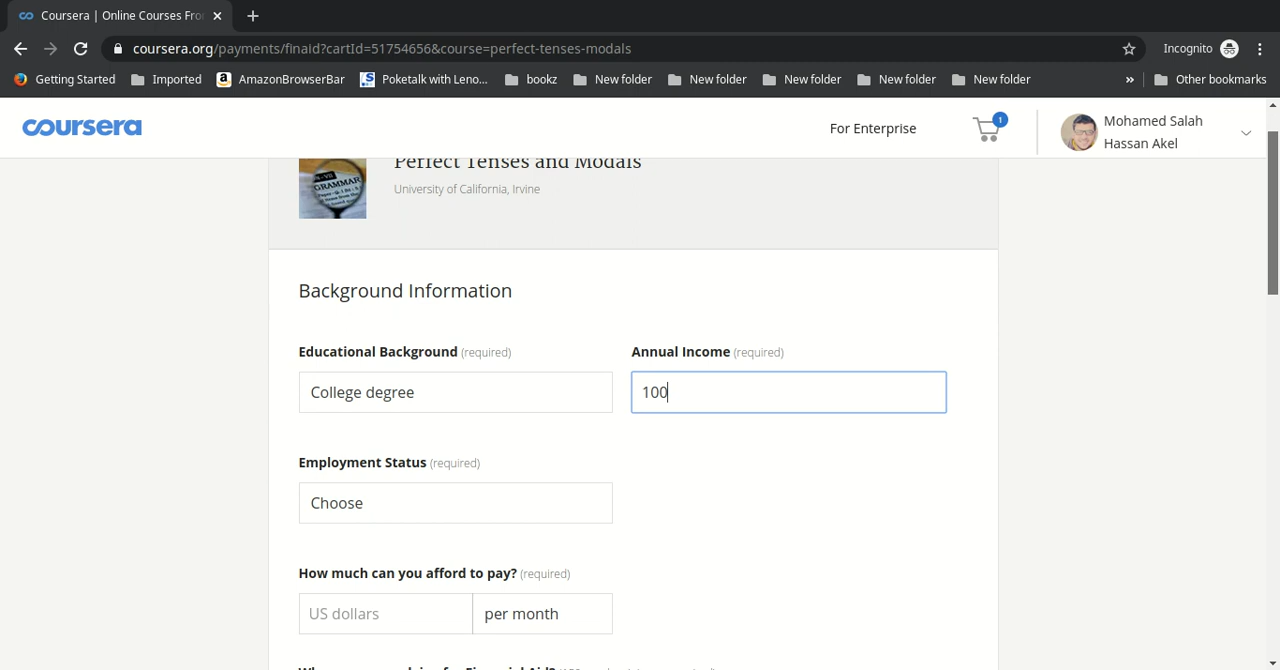 Coursera | Online Courses Fro
coursera.org/payments/finaid?cartId=51754656&course=perfect-tenses-modals
Incognito
Getting Started
Imported
AmazonBrowserBar
Poketalk with Leno...
bookz
New folder
New folder
New folder
New folder
New folder
»
Other bookmarks
coursera
For Enterprise
1
Mohamed Salah
Hassan Akel
GRAMMAR
Perfect Tenses and Modals
University of California, Irvine
Background Information
Educational Background (required)
College degree
Annual Income (required)
100
Employment Status (required)
Choose
How much can you afford to pay? (required)
US dollars
per month